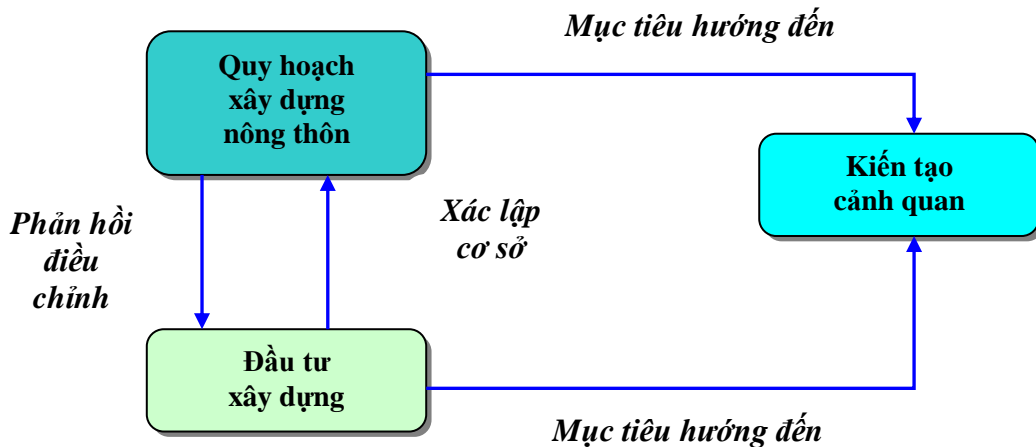 Mục tiêu hướng đến
Quy hoạch
xây dựng
nông thôn
Kiến tạo
cảnh quan
Phản hồi
điều
chỉnh
Xác lập
cơ sở
Đầu tư
xây dựng
Mục tiêu hướng đến